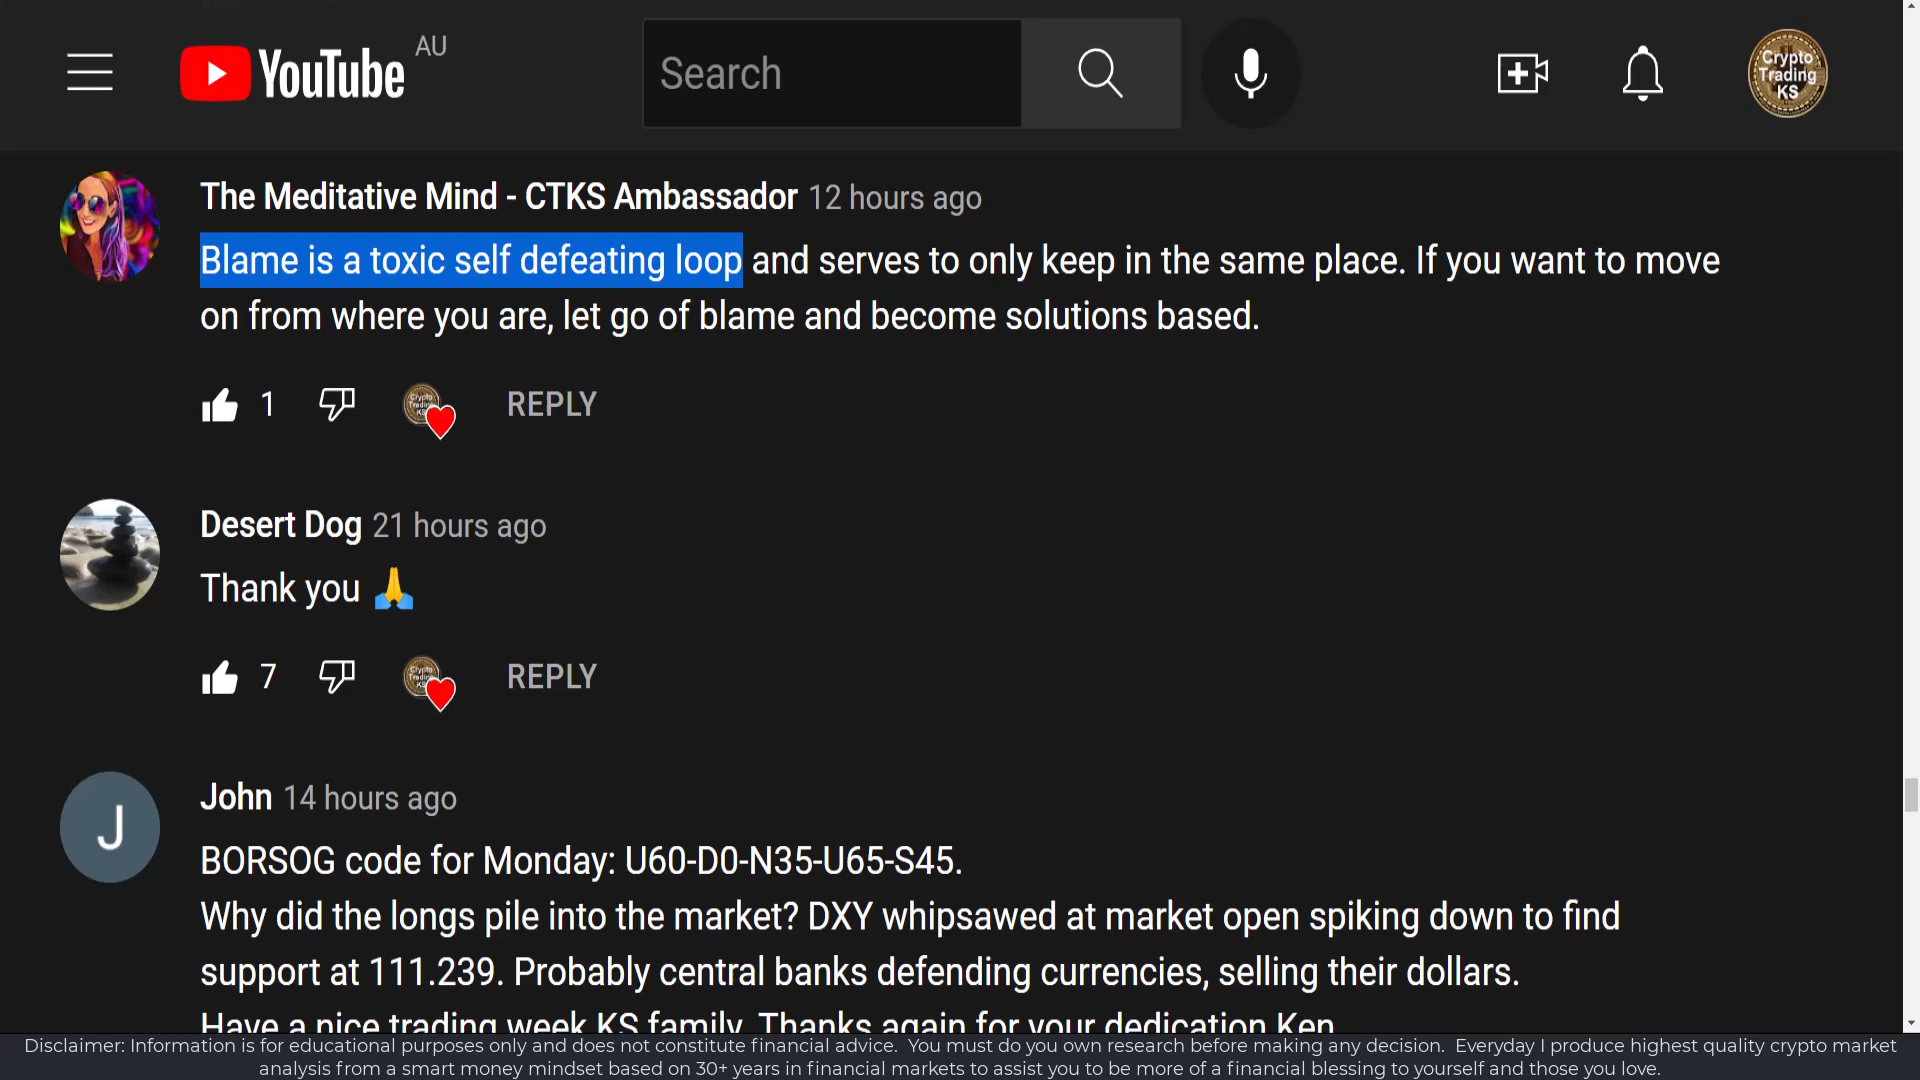 YouTube AU
Search
Crypto
Trading
KS
The Meditative Mind - CTKS Ambassador 12 hours ago
Blame is a toxic self defeating loop and serves to only keep in the same place. If you want to move
on from where you are, let go of blame and become solutions based.
1 REPLY
Desert Dog 21 hours ago
Thank you 🙏
7 REPLY
J
John 14 hours ago
BORSOG code for Monday: U60-D0-N35-U65-S45.
Why did the longs pile into the market? DXY whipsawed at market open spiking down to find
support at 111.239. Probably central banks defending currencies, selling their dollars.
Have a nice trading week KS family. Thanks again for your dedication Ken
Disclaimer: Information is for educational purposes only and does not constitute financial advice. You must do you own research before making any decision. Everyday I produce highest quality crypto market
analysis from a smart money mindset based on 30+ years in financial markets to assist you to be more of a financial blessing to yourself and those you love.